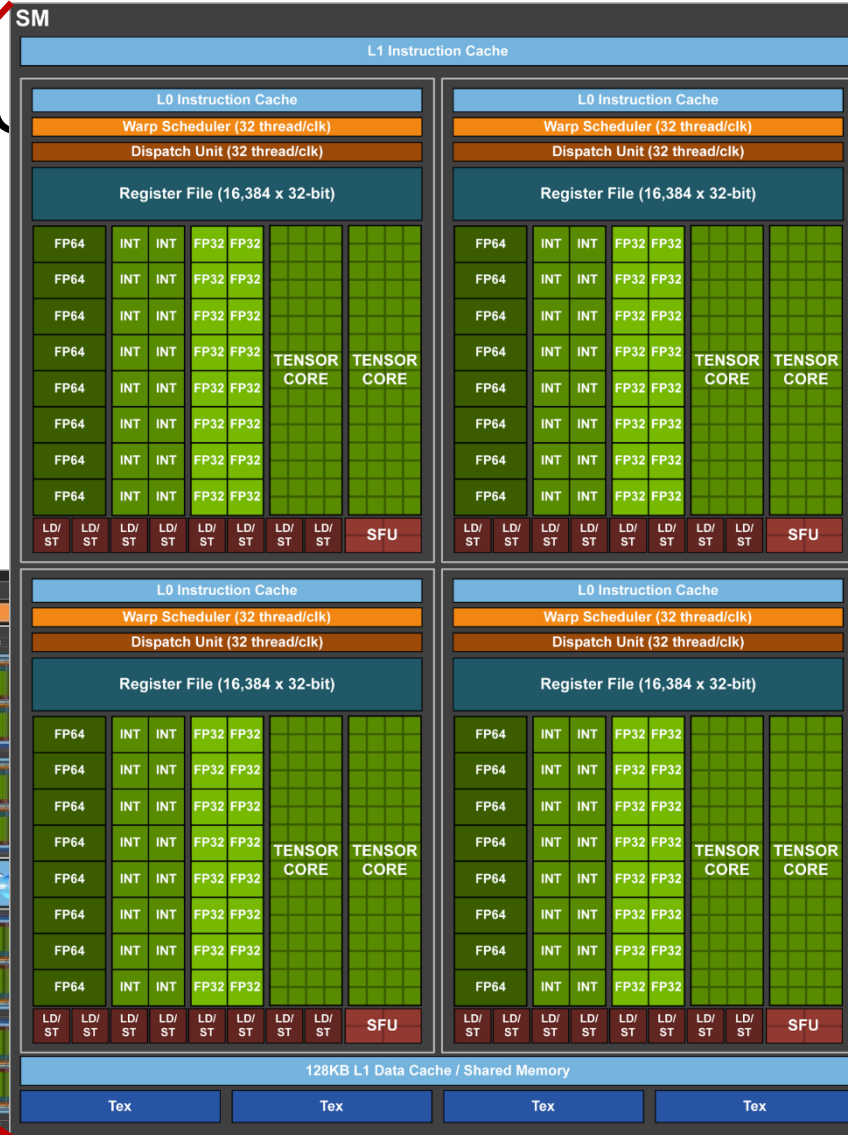 SM
L1 Instruction Cache
L0 Instruction Cache
Warp Scheduler (32 thread/clk)
Dispatch Unit (32 thread/clk)
Register File (16,384 x 32-bit)
FP64 INT INT FP32 FP32
FP64 INT INT FP32 FP32
FP64 INT INT FP32 FP32
FP64 INT INT FP32 FP32 TENSOR TENSOR
FP64 INT INT FP32 FP32 CORE CORE
FP64 INT INT FP32 FP32
FP64 INT INT FP32 FP32
FP64 INT INT FP32 FP32
LD/ LD/ LD/ LD/ LD/ LD/ LD/ LD/ SFU
ST ST ST ST ST ST ST ST
L0 Instruction Cache
Warp Scheduler (32 thread/clk)
Dispatch Unit (32 thread/clk)
Register File (16,384 x 32-bit)
FP64 INT INT FP32 FP32
FP64 INT INT FP32 FP32
FP64 INT INT FP32 FP32
FP64 INT INT FP32 FP32 TENSOR TENSOR
FP64 INT INT FP32 FP32 CORE CORE
FP64 INT INT FP32 FP32
FP64 INT INT FP32 FP32
FP64 INT INT FP32 FP32
LD/ LD/ LD/ LD/ LD/ LD/ LD/ LD/ SFU
ST ST ST ST ST ST ST ST
L0 Instruction Cache
Warp Scheduler (32 thread/clk)
Dispatch Unit (32 thread/clk)
Register File (16,384 x 32-bit)
FP64 INT INT FP32 FP32
FP64 INT INT FP32 FP32
FP64 INT INT FP32 FP32
FP64 INT INT FP32 FP32 TENSOR TENSOR
FP64 INT INT FP32 FP32 CORE CORE
FP64 INT INT FP32 FP32
FP64 INT INT FP32 FP32
FP64 INT INT FP32 FP32
LD/ LD/ LD/ LD/ LD/ LD/ LD/ LD/ SFU
ST ST ST ST ST ST ST ST
L0 Instruction Cache
Warp Scheduler (32 thread/clk)
Dispatch Unit (32 thread/clk)
Register File (16,384 x 32-bit)
FP64 INT INT FP32 FP32
FP64 INT INT FP32 FP32
FP64 INT INT FP32 FP32
FP64 INT INT FP32 FP32 TENSOR TENSOR
FP64 INT INT FP32 FP32 CORE CORE
FP64 INT INT FP32 FP32
FP64 INT INT FP32 FP32
FP64 INT INT FP32 FP32
LD/ LD/ LD/ LD/ LD/ LD/ LD/ LD/ SFU
ST ST ST ST ST ST ST ST
128KB L1 Data Cache / Shared Memory
Tex Tex Tex Tex